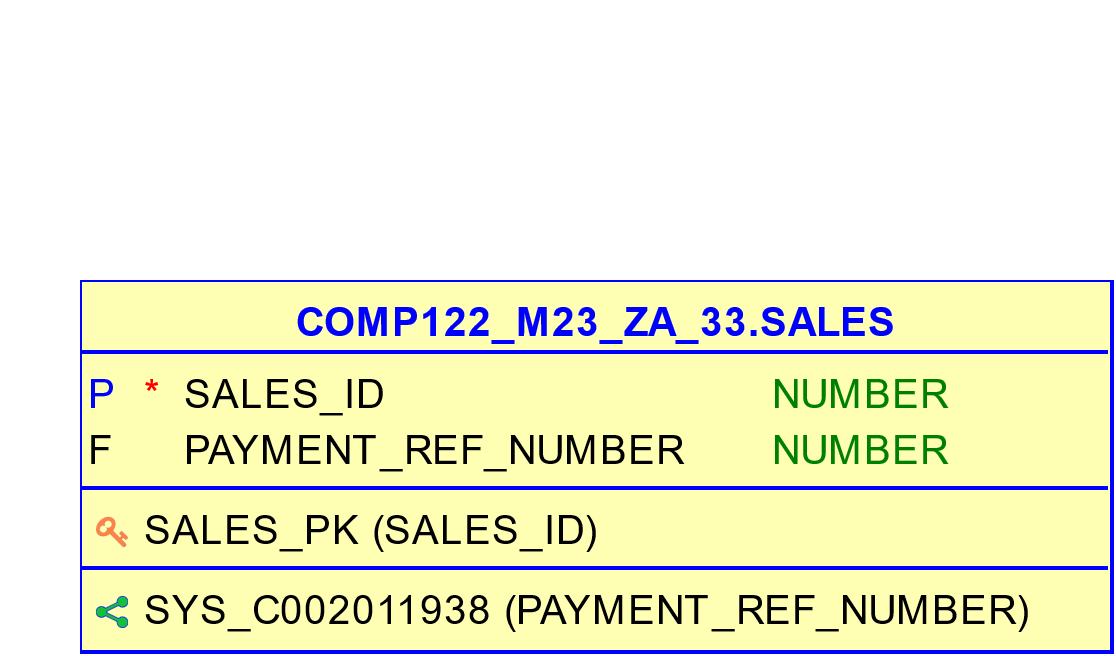 COMP122_M23_ZA_33.SALES
P * SALES_ID NUMBER
F PAYMENT_REF_NUMBER NUMBER
SALES_PK (SALES_ID)
SYS_C002011938 (PAYMENT_REF_NUMBER)